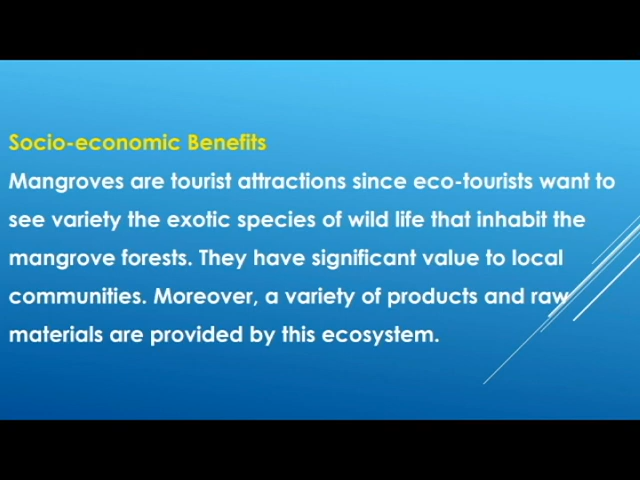 Socio-economic Benefits
Mangroves are tourist attractions since eco-tourists want to
see variety the exotic species of wild life that inhabit the
mangrove forests. They have significant value to local
communities. Moreover, a variety of products and raw
materials are provided by this ecosystem.